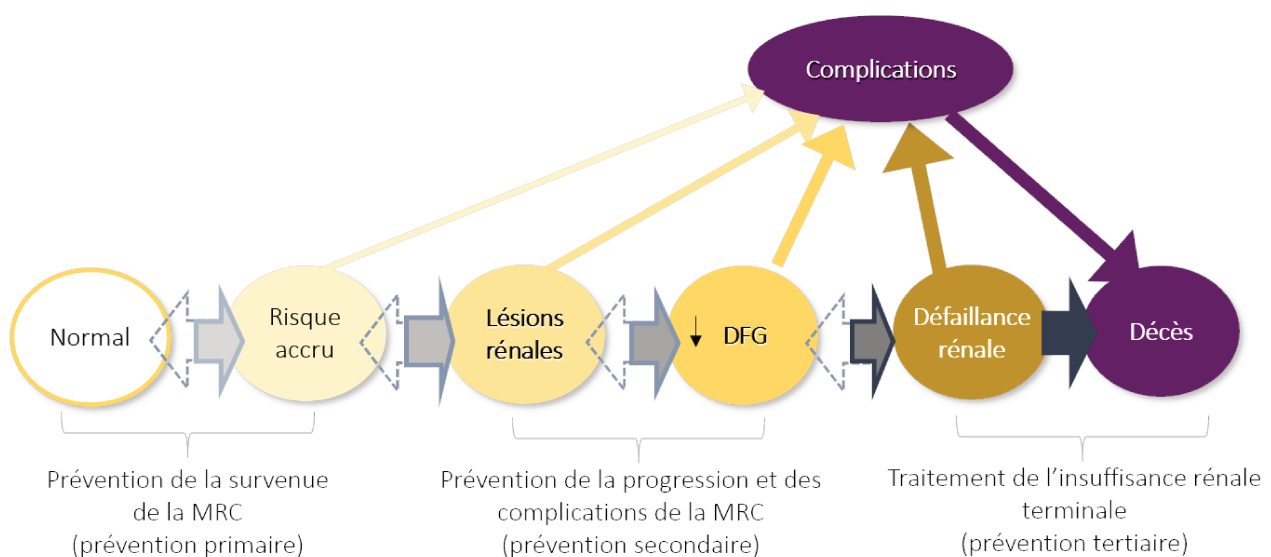 Complications
Normal
Risque
accru
Lésions
rénales
↓ DFG
Défaillance
rénale
Décès
Prévention de la survenue
de la MRC
(prévention primaire)
Prévention de la progression et des
complications de la MRC
(prévention secondaire)
Traitement de l’insuffisance rénale
terminale
(prévention tertiaire)